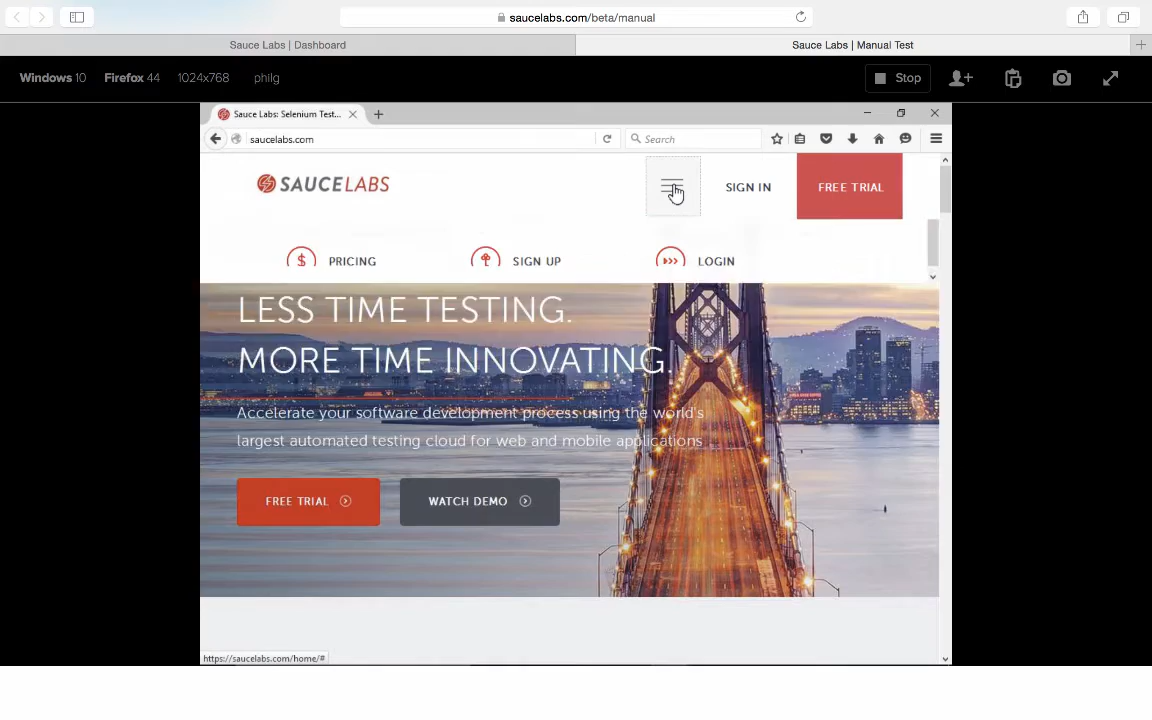 saucelabs.com/beta/manual
Sauce Labs | Dashboard
Sauce Labs | Manual Test
Windows 10 Firefox 44 1024x768 philg
Stop
Sauce Labs: Selenium Test...
saucelabs.com
Search
SAUCELABS
SIGN IN
FREE TRIAL
PRICING
SIGN UP
LOGIN
LESS TIME TESTING.
MORE TIME INNOVATING.
Accelerate your software development process using the world's
largest automated testing cloud for web and mobile applications
FREE TRIAL
WATCH DEMO
https://saucelabs.com/home/#